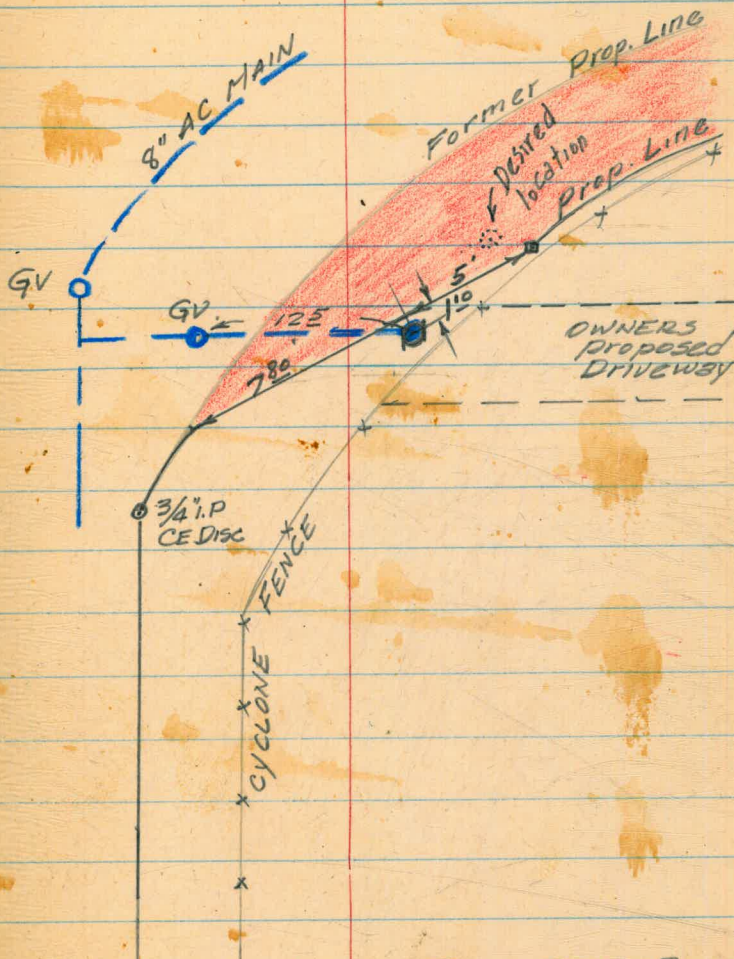 8" AC MAIN
Former Prop. Line
Desired
location
Prop. Line
GV
GV
12 5
5'
1 10
7 80
OWNERS
Proposed
Driveway
3/4" I.P
CE Disc
CYCLONE FENCE